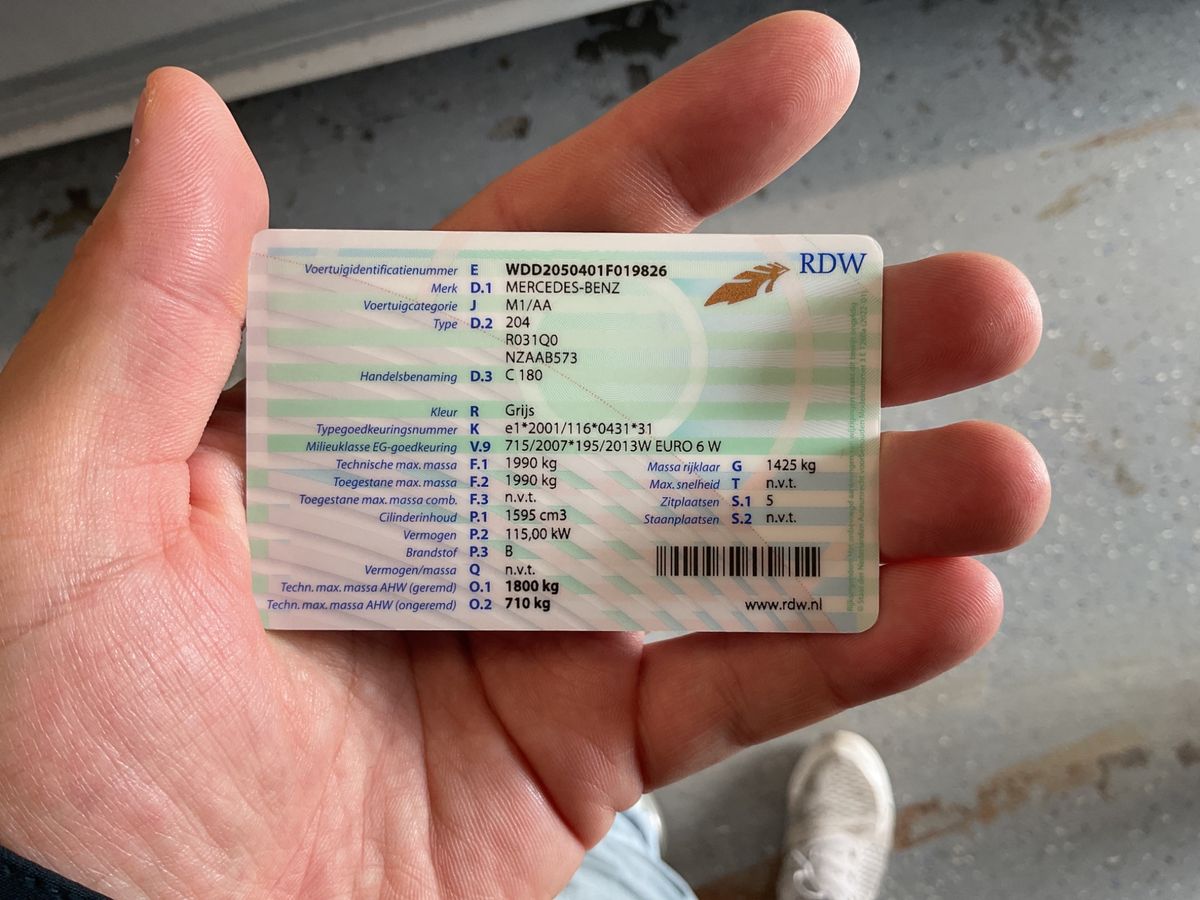 RDW
Voertuigidentificatienummer E WDD2050401F019826
Merk D.1 MERCEDES-BENZ
Voertuigcategorie J M1/AA
Type D.2 204
R031Q0
NZAAB573
Handelsbenaming D.3 C 180
Kleur R Grijs
Typegoedkeuringsnummer K e1*2001/116*0431*31
Milieuklasse EG-goedkeuring V.9 715/2007*195/2013W EURO 6 W
Technische max. massa F.1 1990 kg Massa rijklaar G 1425 kg
Toegestane max. massa F.2 1990 kg Max. snelheid T n.v.t.
Toegestane max. massa comb. F.3 n.v.t. Zitplaatsen S.1 5
Cilinderinhoud P.1 1595 cm3 Staanplaatsen S.2 n.v.t.
Vermogen P.2 115,00 kW
Brandstof P.3 B
Vermogen/massa Q n.v.t.
Techn. max. massa AHW (geremd) O.1 1800 kg
Techn. max. massa AHW (ongeremd) O.2 710 kg
www.rdw.nl